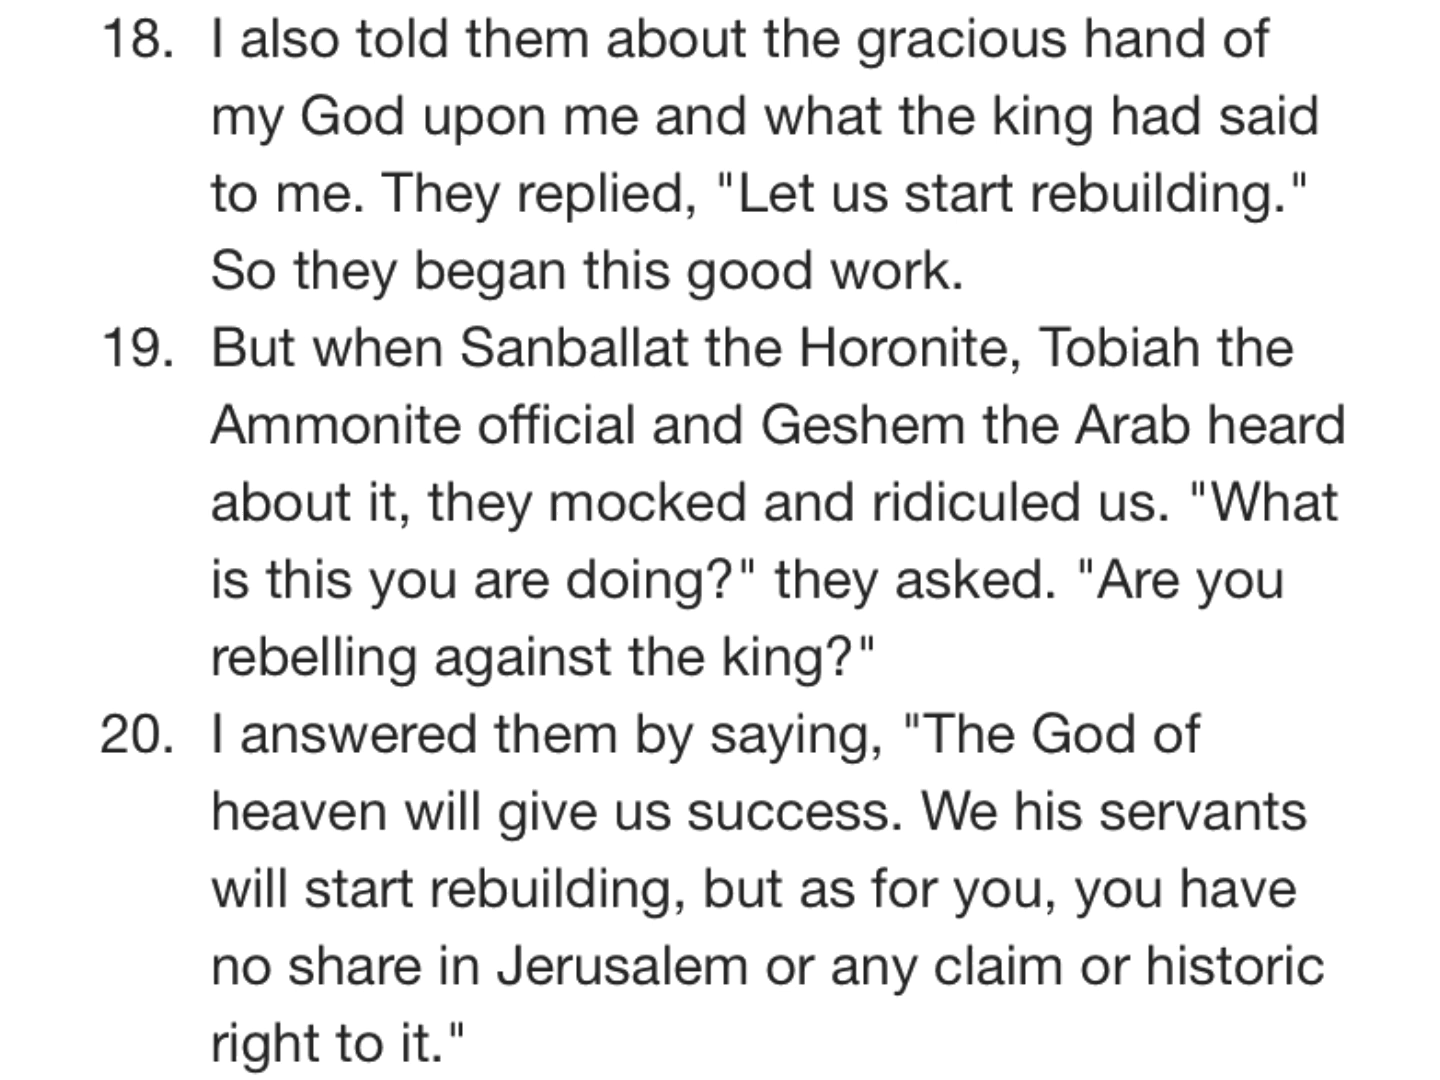 18. I also told them about the gracious hand of
my God upon me and what the king had said
to me. They replied, "Let us start rebuilding."
So they began this good work.
19. But when Sanballat the Horonite, Tobiah the
Ammonite official and Geshem the Arab heard
about it, they mocked and ridiculed us. "What
is this you are doing?" they asked. "Are you
rebelling against the king?"
20. I answered them by saying, "The God of
heaven will give us success. We his servants
will start rebuilding, but as for you, you have
no share in Jerusalem or any claim or historic
right to it."